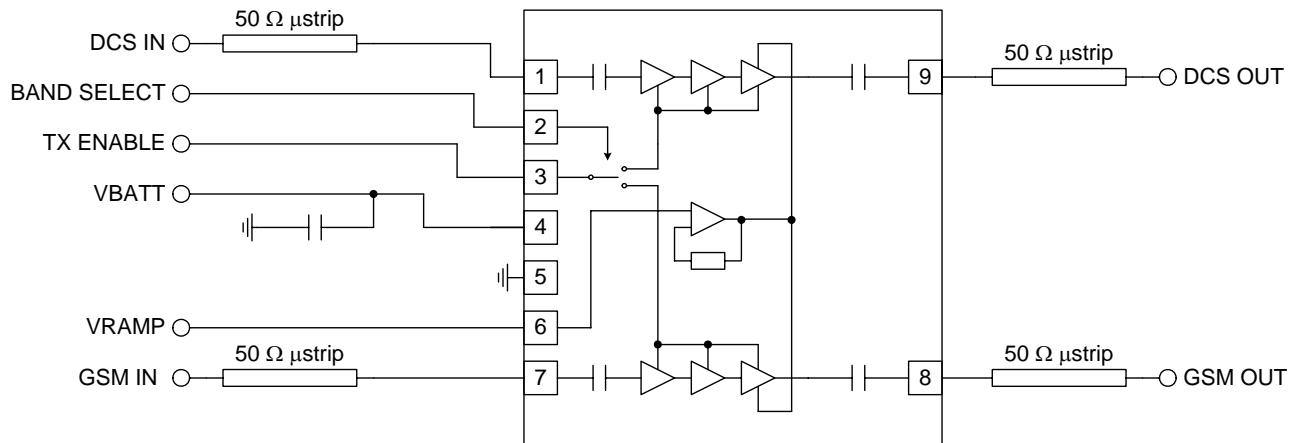 50 Ω μstrip
DCS IN
1
9
50 Ω μstrip
DCS OUT
BAND SELECT
2
TX ENABLE
3
VBATT
4
5
VRAMP
6
50 Ω μstrip
GSM IN
7
8
50 Ω μstrip
GSM OUT